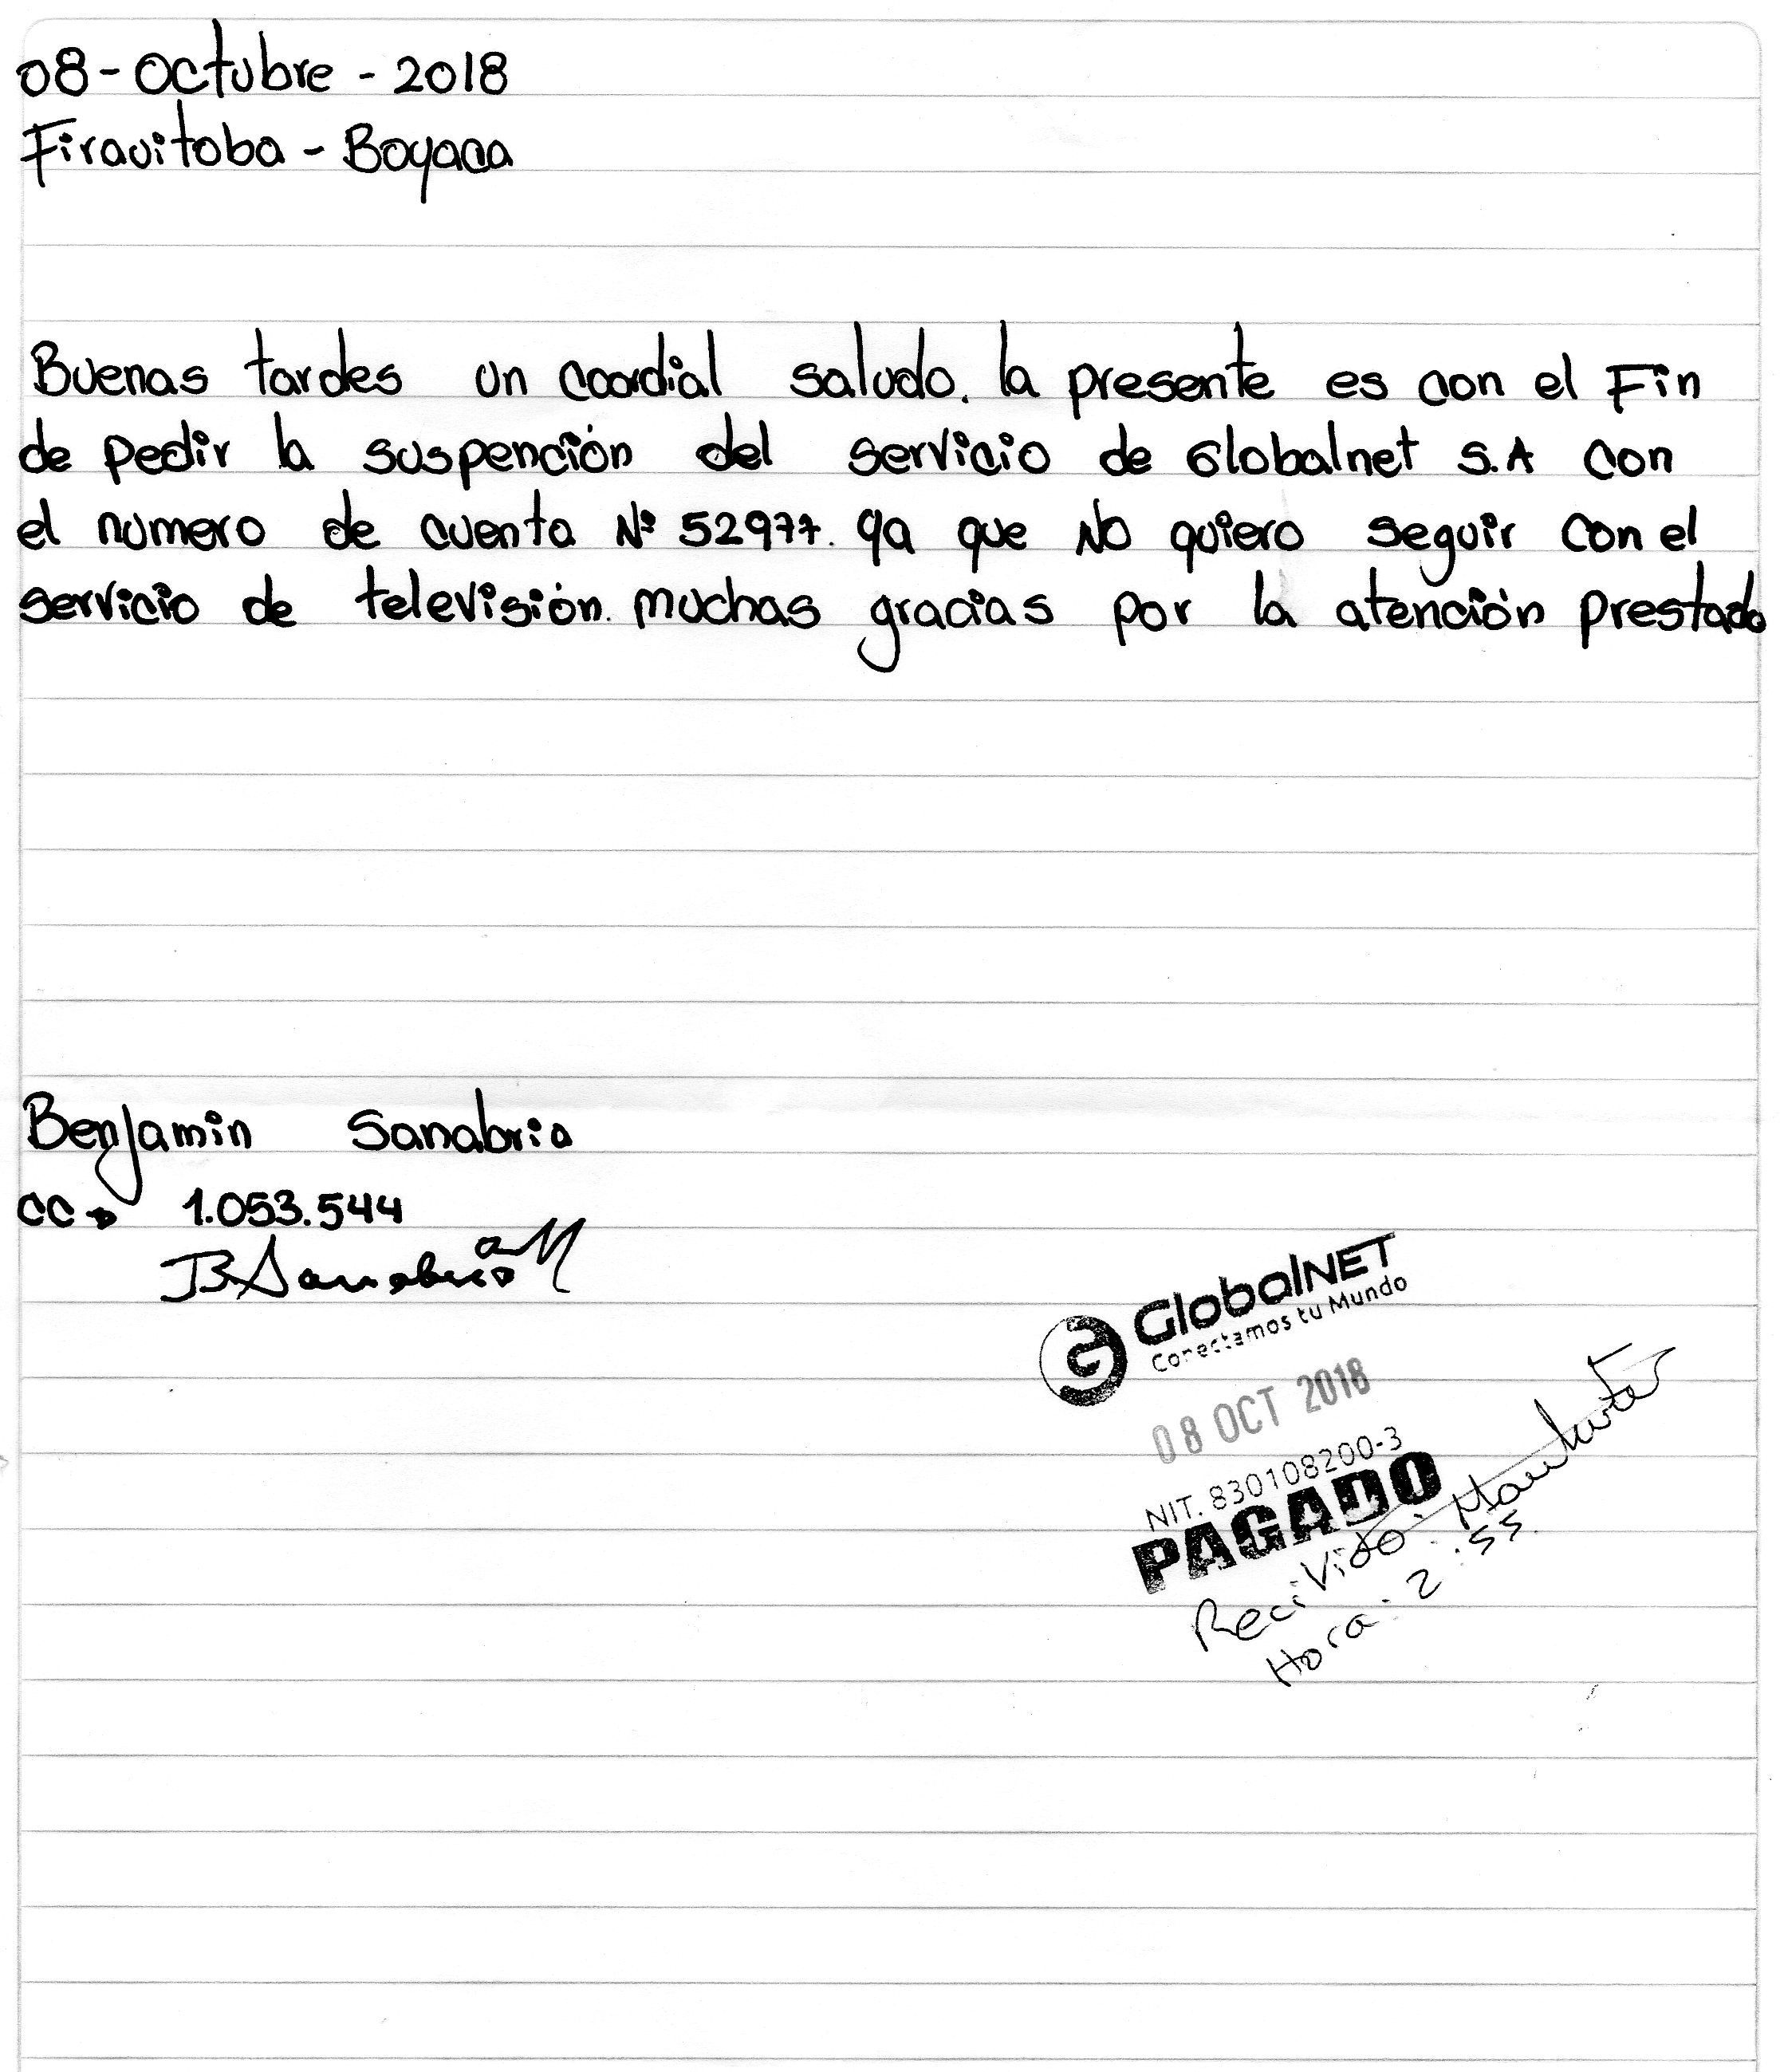 08-Octubre-2018
Firavitoba - Boyaca
Buenas tardes un coordial saludo. la presente es con el Fin
de pedir la suspención del servicio de Globalnet S.A con
el numero de cuenta Nº 52977. ya que NO quiero seguir con el
servicio de televisión. muchas gracias por la atención prestada
Benjamin Sanabria
CC 1.053.544
BSanabria M
GlobalNET
Conectamos tu Mundo
08 OCT 2018
NIT. 830108200-3
PAGADO
Recivido:
Hora: 2:55.